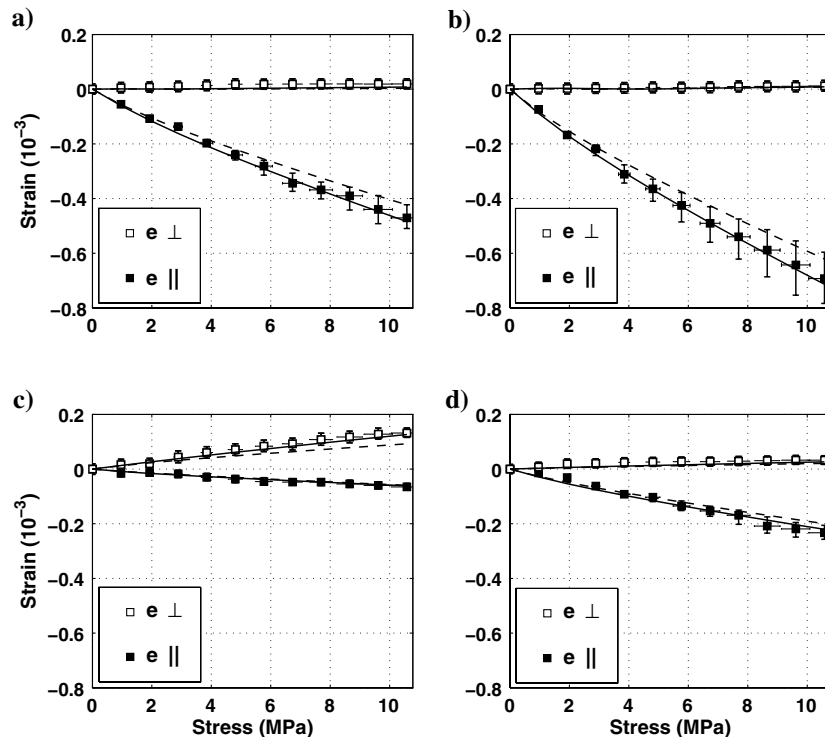 a)
b)
0.2
0
−0.2
−0.4
−0.6
−0.8
Strain (10⁻³)
0 2 4 6 8 10
e ⊥
e ||
0.2
0
−0.2
−0.4
−0.6
−0.8
0 2 4 6 8 10
e ⊥
e ||
c)
d)
0.2
0
−0.2
−0.4
−0.6
−0.8
Strain (10⁻³)
0 2 4 6 8 10
Stress (MPa)
e ⊥
e ||
0.2
0
−0.2
−0.4
−0.6
−0.8
0 2 4 6 8 10
Stress (MPa)
e ⊥
e ||